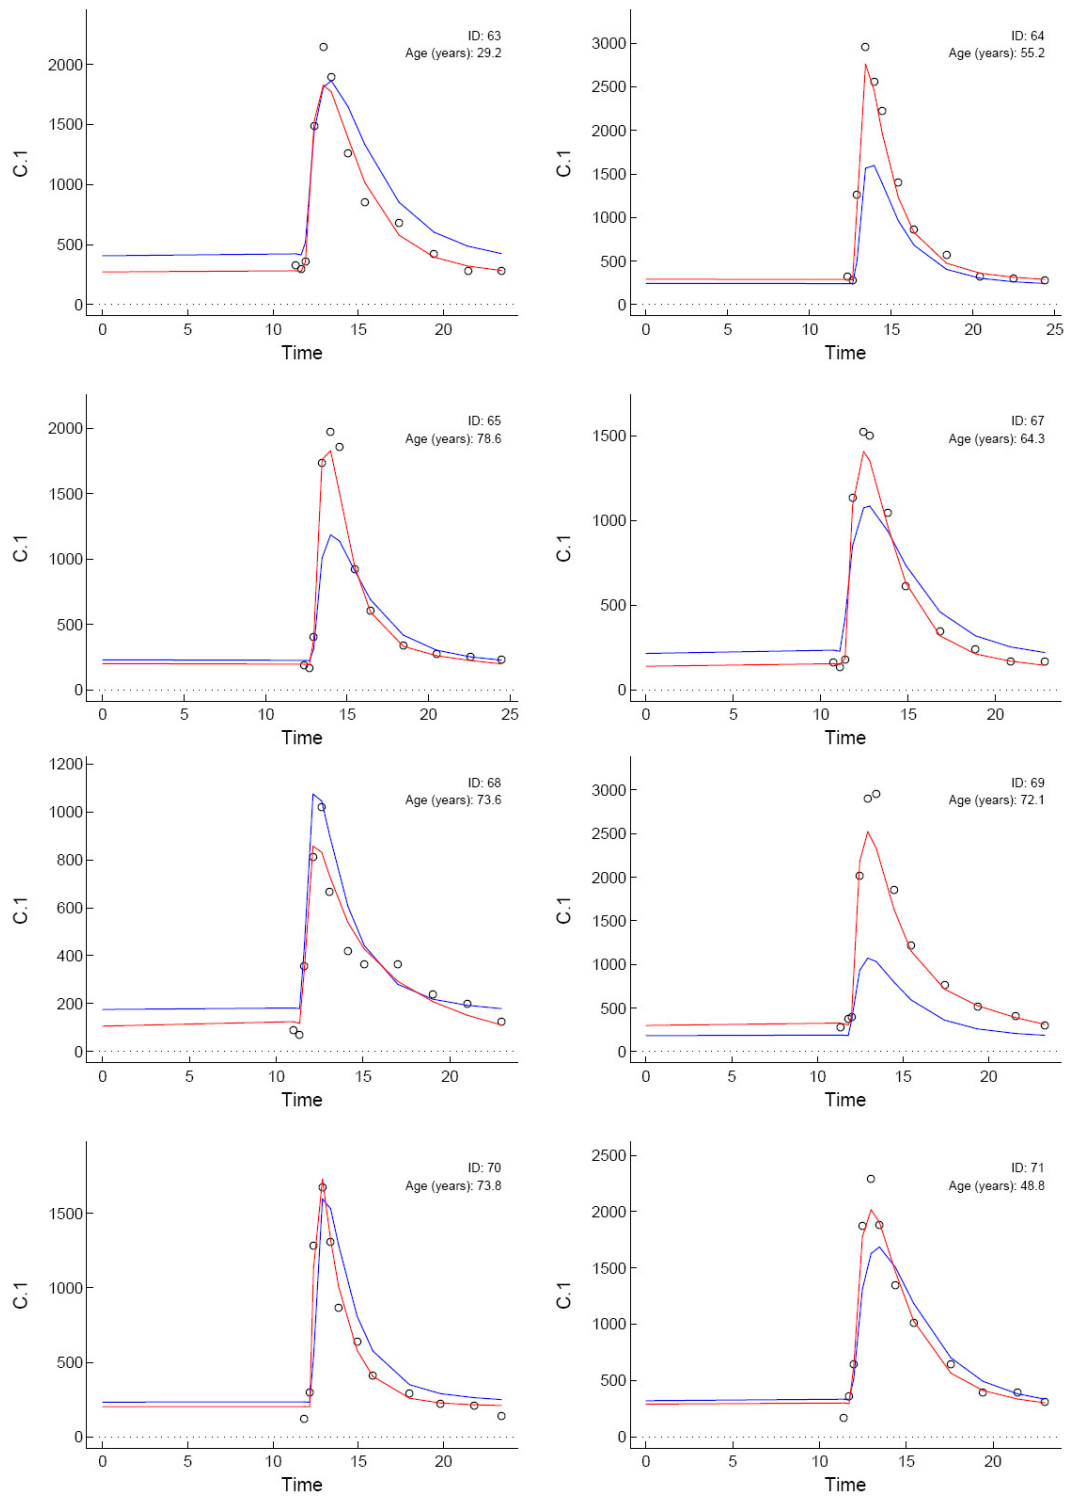 ID: 63
Age (years): 29.2
2000
1500
1000
500
0
C.1
0 5 10 15 20
Time
ID: 64
Age (years): 55.2
3000
2500
2000
1500
1000
500
0
C.1
0 5 10 15 20 25
Time
ID: 65
Age (years): 78.6
2000
1500
1000
500
0
C.1
0 5 10 15 20 25
Time
ID: 67
Age (years): 64.3
1500
1000
500
0
C.1
0 5 10 15 20
Time
ID: 68
Age (years): 73.6
1200
1000
800
600
400
200
0
C.1
0 5 10 15 20
Time
ID: 69
Age (years): 72.1
3000
2500
2000
1500
1000
500
0
C.1
0 5 10 15 20
Time
ID: 70
Age (years): 73.8
1500
1000
500
0
C.1
0 5 10 15 20
Time
ID: 71
Age (years): 48.8
2500
2000
1500
1000
500
0
C.1
0 5 10 15 20
Time